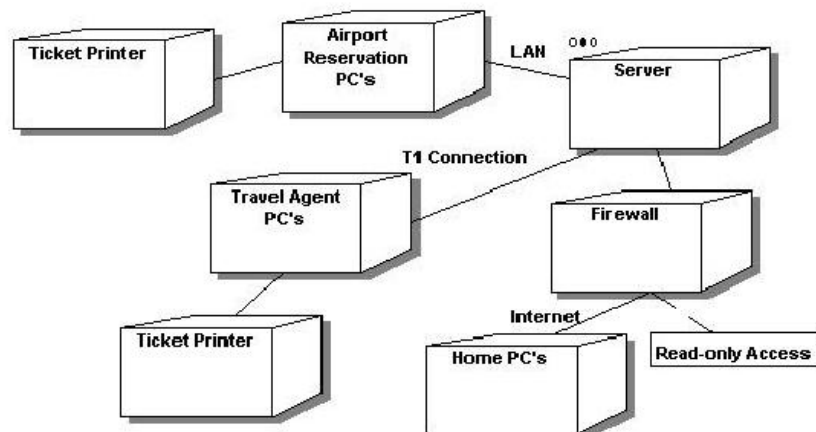 Ticket Printer
Airport
Reservation
PC's
LAN
Server
T1 Connection
Travel Agent
PC's
Firewall
Ticket Printer
Internet
Home PC's
Read-only Access